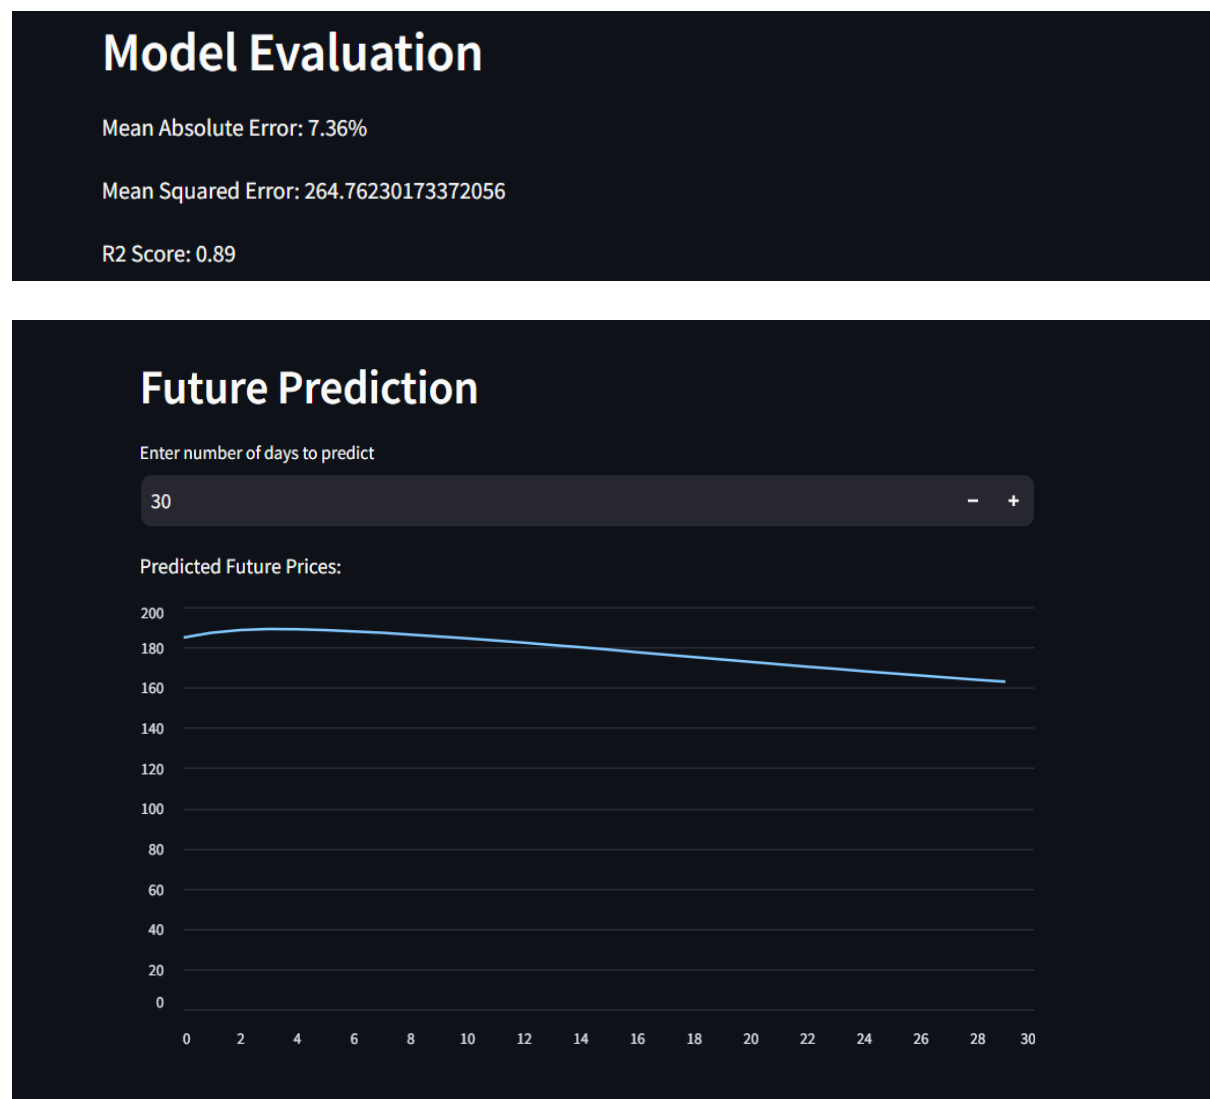 Model Evaluation
Mean Absolute Error: 7.36%
Mean Squared Error: 264.76230173372056
R2 Score: 0.89
Future Prediction
Enter number of days to predict
30 − +
Predicted Future Prices:
200
180
160
140
120
100
80
60
40
20
0
0 2 4 6 8 10 12 14 16 18 20 22 24 26 28 30